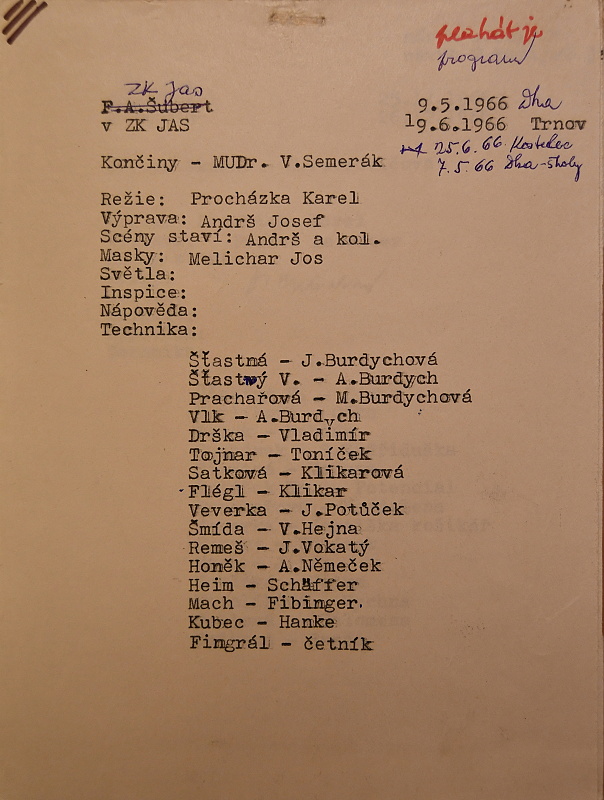 program
ZK Jas
F.A.Šubert 9.5.1966 Dha
v ZK JAS 19.6.1966 Trnov
25.6.66 Kostelec
Končiny - MUDr. V.Semerák 7.5.66 Dha-školy
Režie: Procházka Karel
Výprava: Andrš Josef
Scény staví: Andrš a kol.
Masky: Melichar Jos
Světla:
Inspice:
Nápověda:
Technika:
Šťastná - J.Burdychová
Šťastný V. - A.Burdych
Prachařová - M.Burdychová
Vlk - A.Burdych
Drška - Vladimír
Tojnar - Toníček
Satková - Klikarová
Flégl - Klikar
Veverka - J.Potůček
Šmída - V.Hejna
Remeš - J.Vokatý
Honěk - A.Němeček
Heim - Schäffer
Mach - Fibinger.
Kubec - Hanke
Fingrál - četník